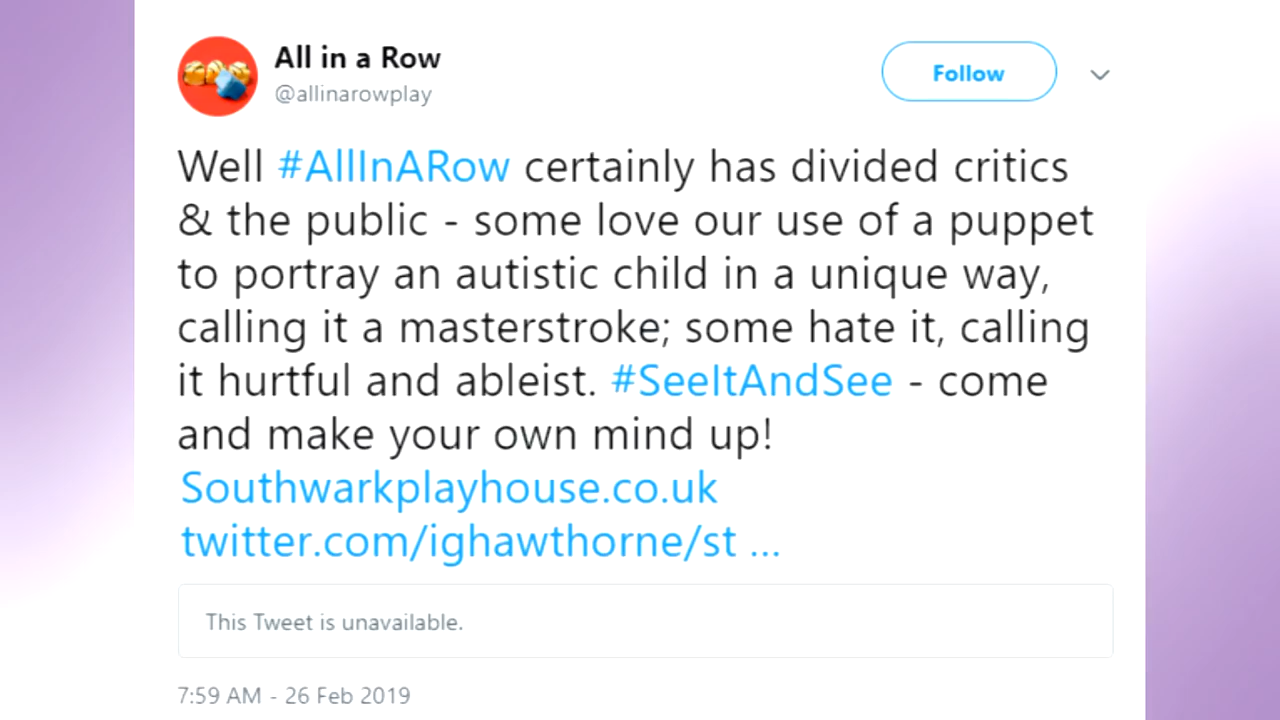 All in a Row
@allinarowplay
Follow
Well #AllInARow certainly has divided critics
& the public - some love our use of a puppet
to portray an autistic child in a unique way,
calling it a masterstroke; some hate it, calling
it hurtful and ableist. #SeeItAndSee - come
and make your own mind up!
Southwarkplayhouse.co.uk
twitter.com/ighawthorne/st ...
This Tweet is unavailable.
7:59 AM - 26 Feb 2019